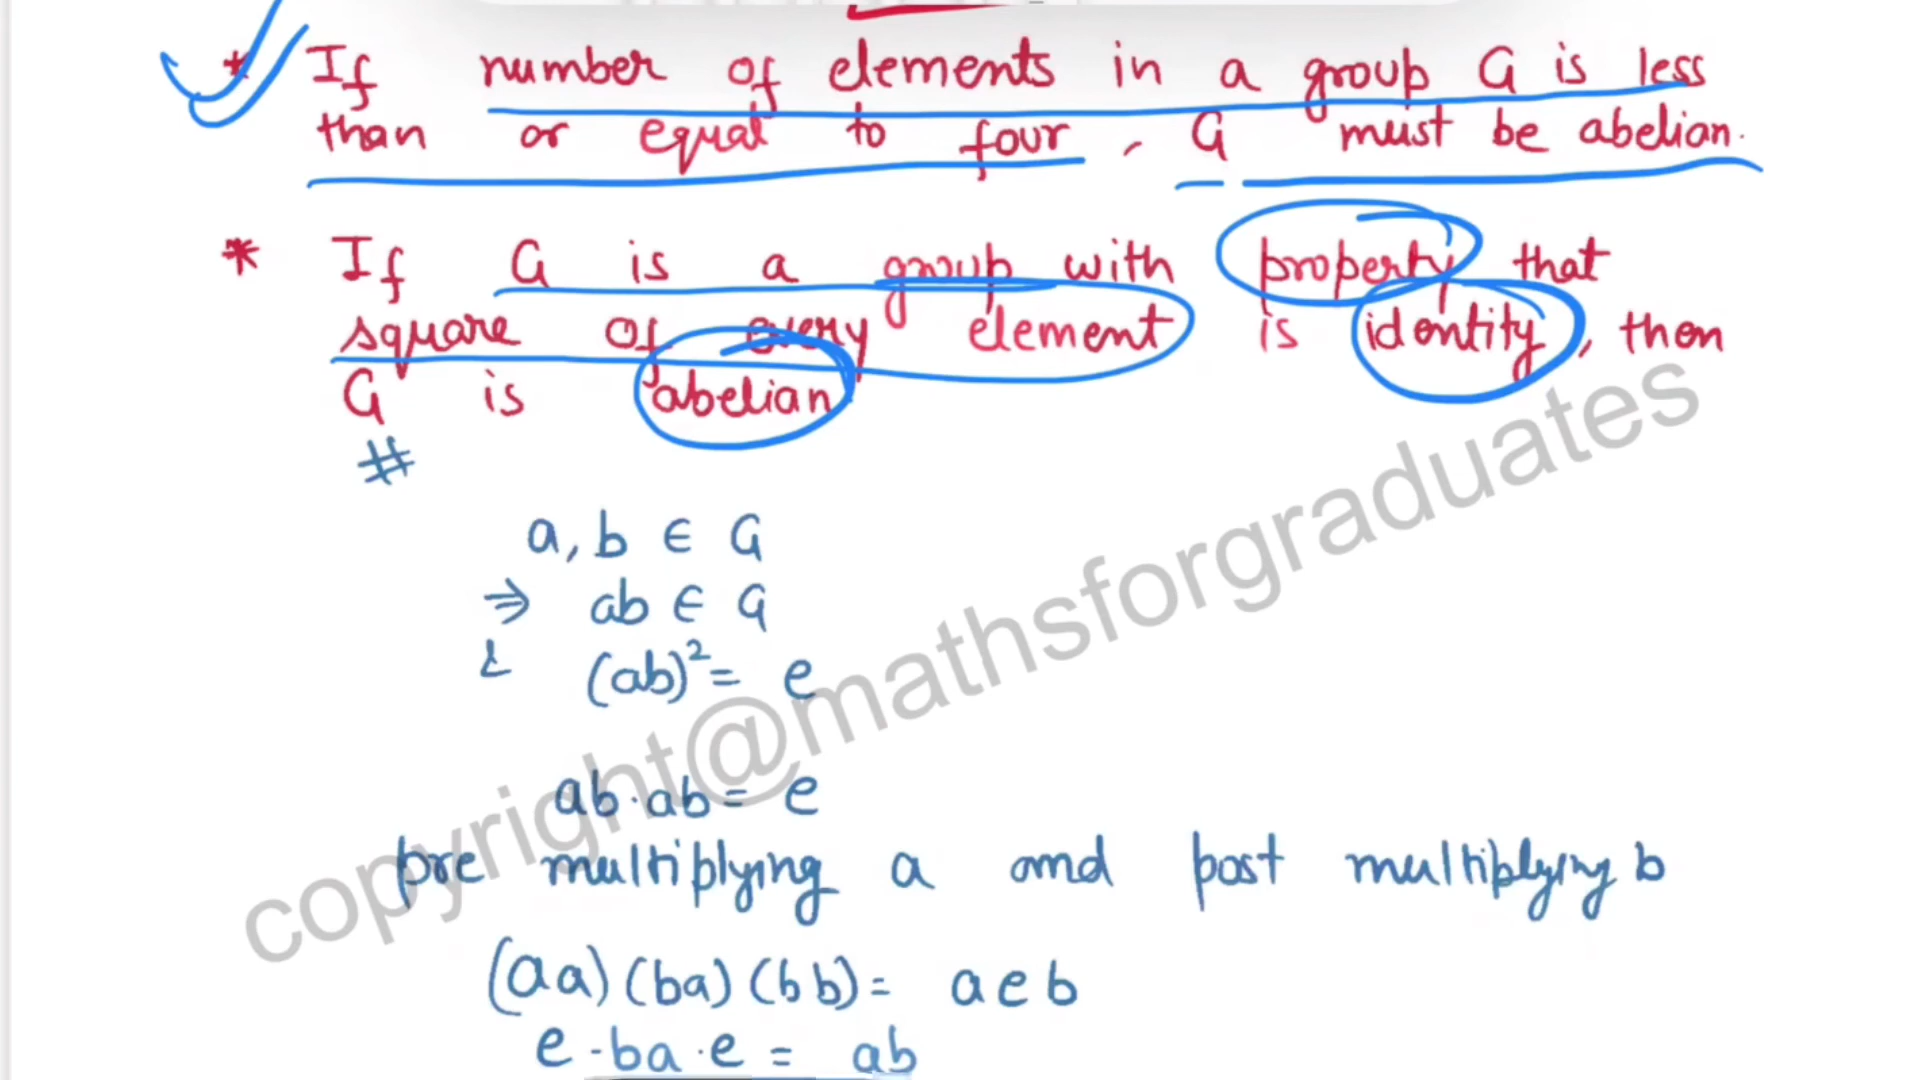 * If number of elements in a group G is less
than or equal to four, G must be abelian.
* If G is a group with property that
square of every element is identity, then
G is abelian
#
a, b ∈ G
⇒ ab ∈ G
& (ab)² = e
ab·ab = e
pre multiplying a and post multiplying b
(aa)(ba)(bb) = aeb
e·ba·e = ab
copyright@mathsforgraduates